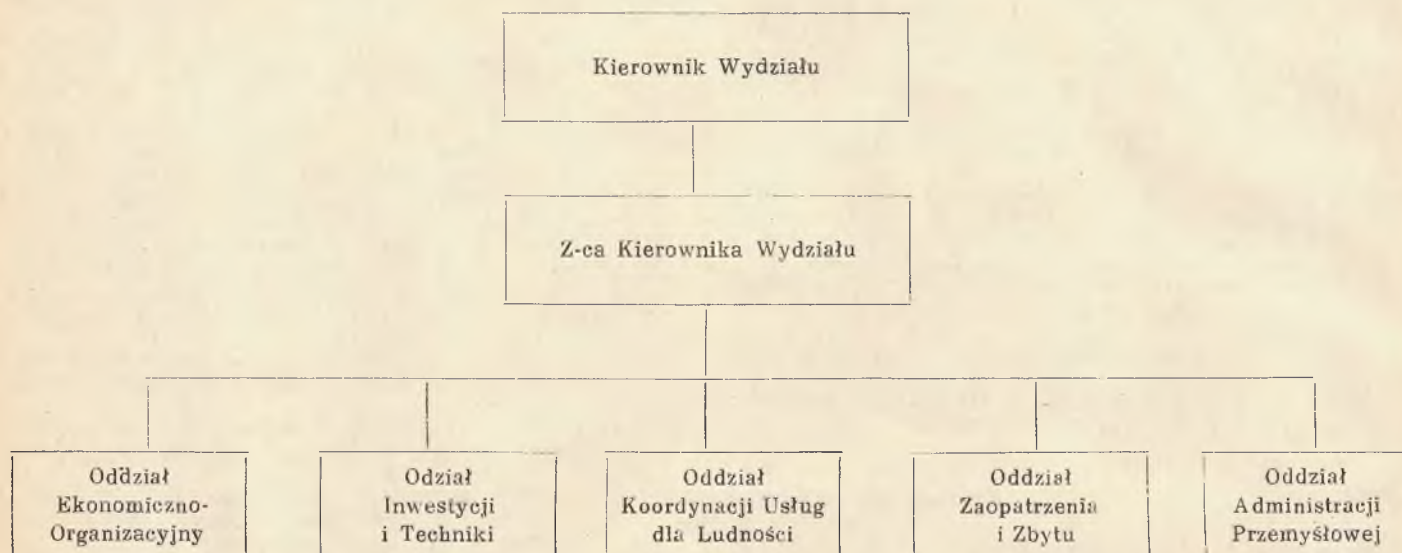 Kierownik Wydziału
Z-ca Kierownika Wydziału
Oddział
Ekonomiczno-
Organizacyjny
Odział
Inwestycji
i Techniki
Oddział
Koordynacji Usług
dla Ludności
Oddział
Zaopatrzenia
i Zbytu
Oddział
Administracji
Przemysłowej